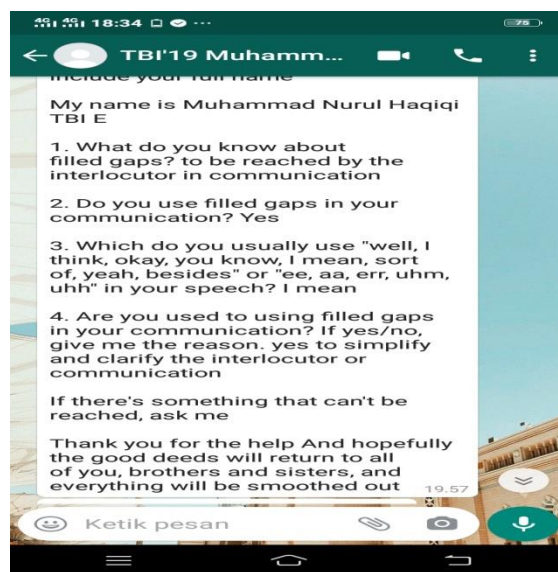 4G 4G 18:34 ...
75
TBI'19 Muhamm...
include your full name
My name is Muhammad Nurul Haqiqi
TBI E
1. What do you know about
filled gaps? to be reached by the
interlocutor in communication
2. Do you use filled gaps in your
communication? Yes
3. Which do you usually use "well, I
think, okay, you know, I mean, sort
of, yeah, besides" or "ee, aa, err, uhm,
uhh" in your speech? I mean
4. Are you used to using filled gaps
in your communication? If yes/no,
give me the reason. yes to simplify
and clarify the interlocutor or
communication
If there's something that can't be
reached, ask me
Thank you for the help And hopefully
the good deeds will return to all
of you, brothers and sisters, and
everything will be smoothed out 19.57
Ketik pesan